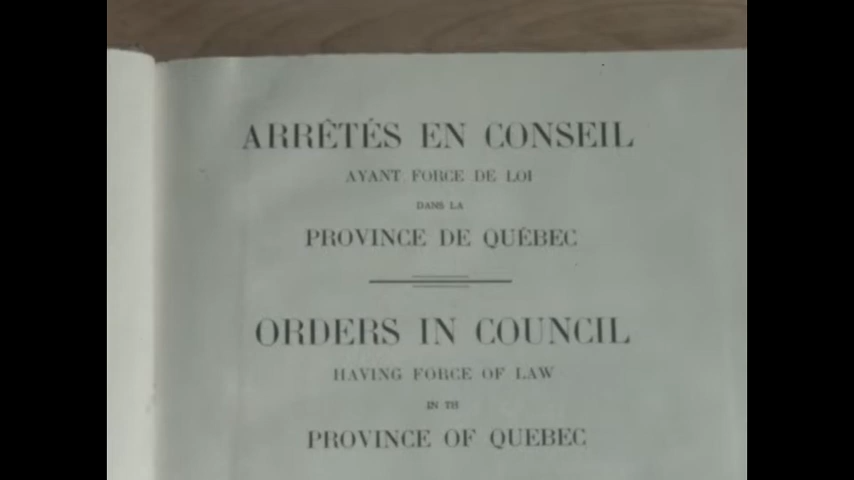 ARRÊTÉS EN CONSEIL
AYANT FORCE DE LOI
DANS LA
PROVINCE DE QUÉBEC
ORDERS IN COUNCIL
HAVING FORCE OF LAW
IN TH
PROVINCE OF QUEBEC